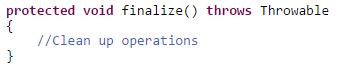 protected void finalize() throws Throwable
{
    //Clean up operations
}